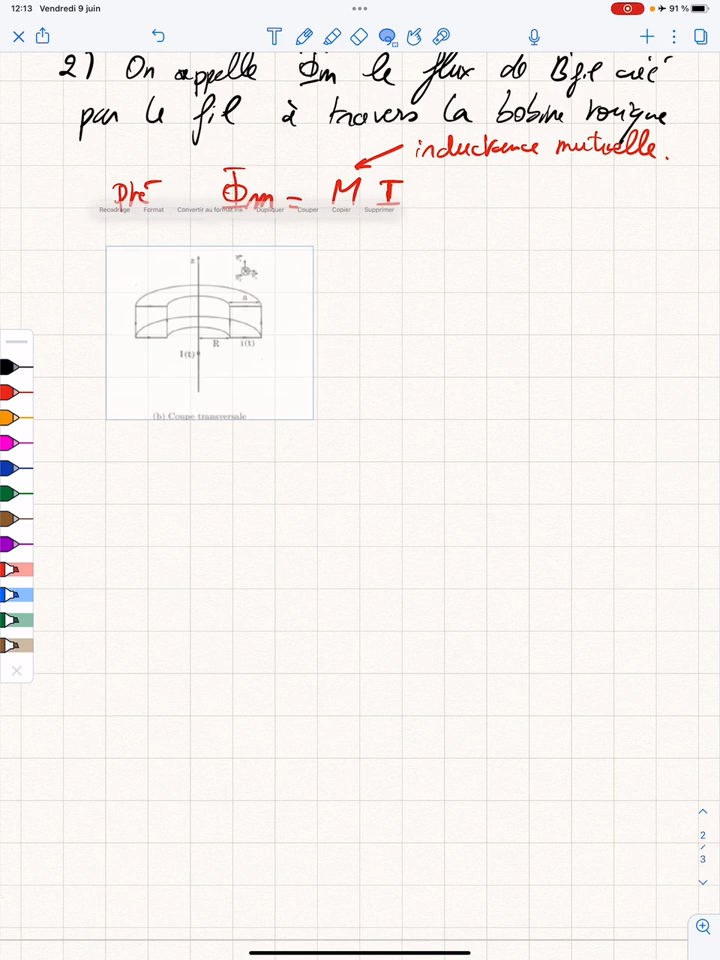 12:13 Vendredi 9 juin
91 %
2) On appelle Φm le flux de Bfil créé
par le fil à travers la bobine torique
inductance mutuelle.
Φm = M I
Recadrage Format Convertir au format ink Dupliquer Couper Copier Supprimer
z
a
R i(t)
I(t)
(b) Coupe transversale
2
/
3